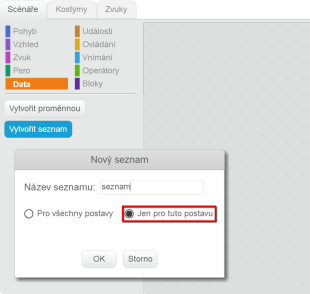 Scénáře Kostýmy Zvuky
Pohyb Události
Vzhled Ovládání
Zvuk Vnímání
Pero Operátory
Data Bloky
Vytvořit proměnnou
Vytvořit seznam
Nový seznam
Název seznamu: seznam
Pro všechny postavy Jen pro tuto postavu
OK Storno